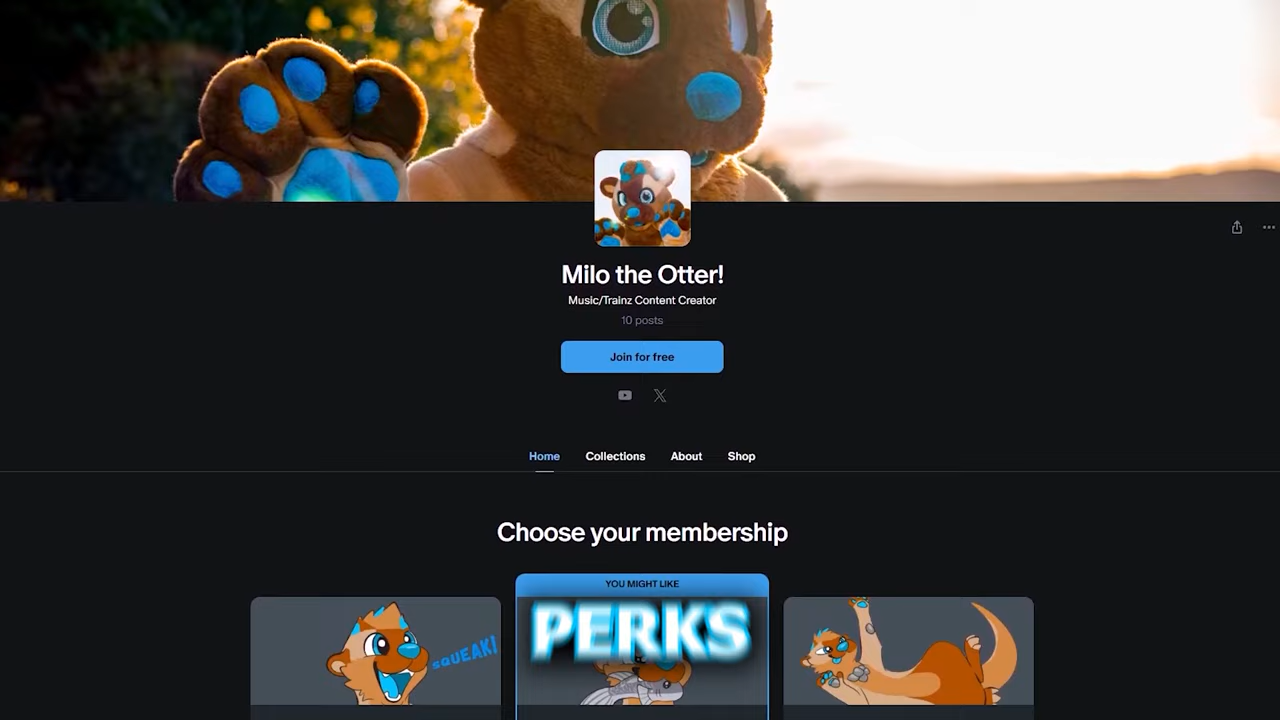 Milo the Otter!
Music/Trainz Content Creator
10 posts
Join for free
Home Collections About Shop
Choose your membership
YOU MIGHT LIKE
SQUEAK!
PERKS